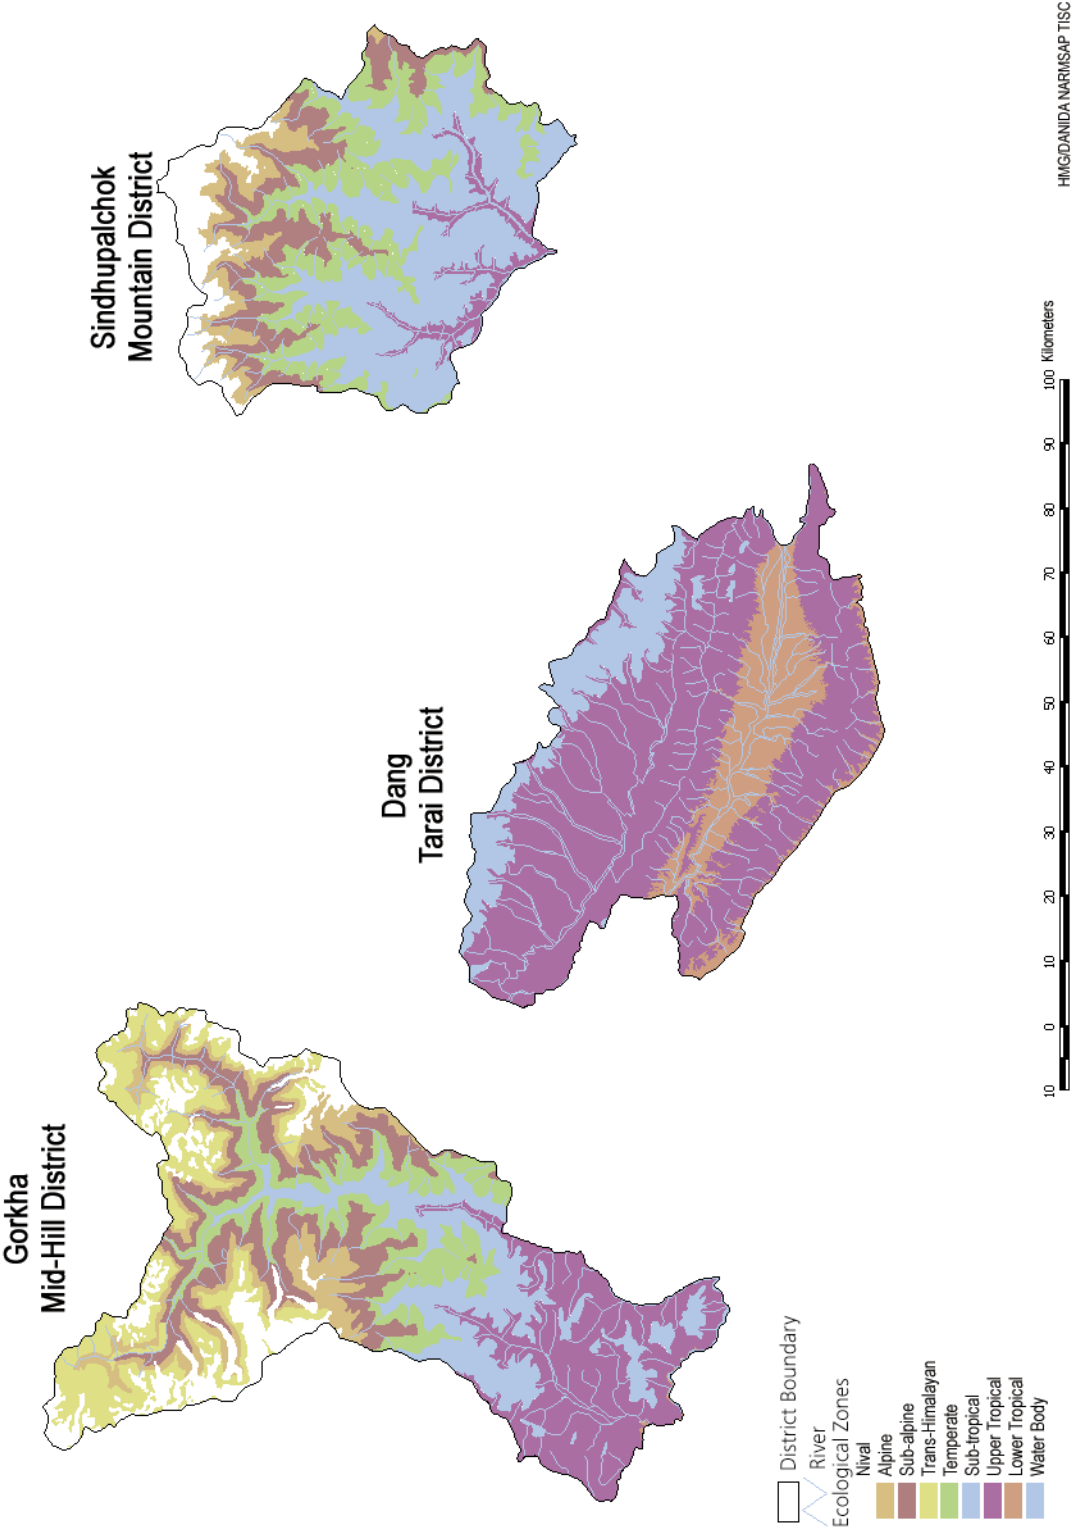 Gorkha
Mid-Hill District
Dang
Tarai District
Sindhupalchok
Mountain District
District Boundary
River
Ecological Zones
Nival
Alpine
Sub-alpine
Trans-Himalayan
Temperate
Sub-tropical
Upper Tropical
Lower Tropical
Water Body
10 0 10 20 30 40 50 60 70 80 90 100 Kilometers
HMG/DANIDA NARMSAP TISC